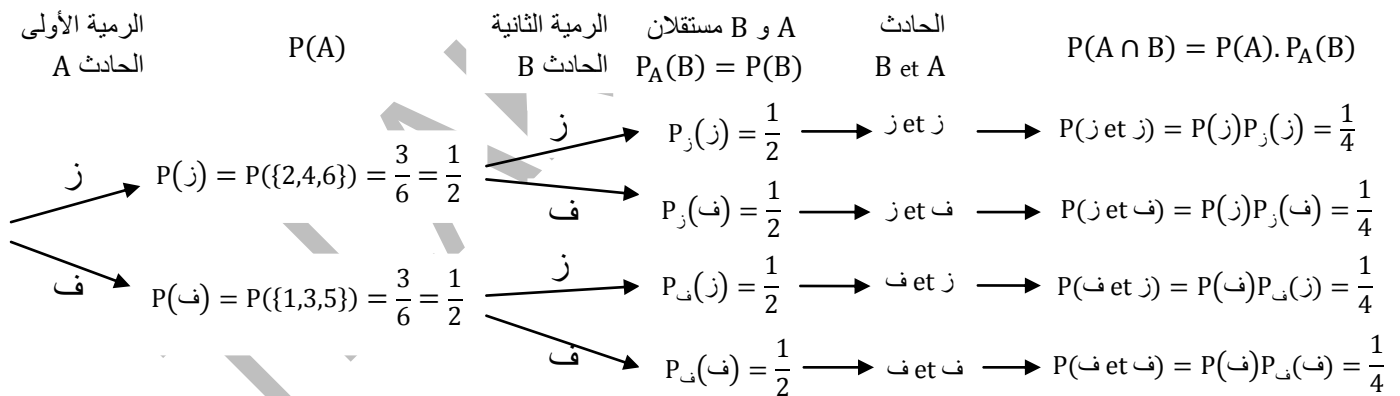 الرمية الأولى P(A) الرمية الثانية A و B مستقلان الحادث P(A ∩ B) = P(A). P_A(B)
الحادث A الحادث B P_A(B) = P(B) B et A
ز P_ز(ز) = 1/2 ز et ز P(ز et ز) = P(ز)P_ز(ز) = 1/4
ز P(ز) = P({2,4,6}) = 3/6 = 1/2
ف P_ز(ف) = 1/2 ز et ف P(ز et ف) = P(ز)P_ز(ف) = 1/4
ز P_ف(ز) = 1/2 ف et ز P(ف et ز) = P(ف)P_ف(ز) = 1/4
ف P(ف) = P({1,3,5}) = 3/6 = 1/2
ف P_ف(ف) = 1/2 ف et ف P(ف et ف) = P(ف)P_ف(ف) = 1/4